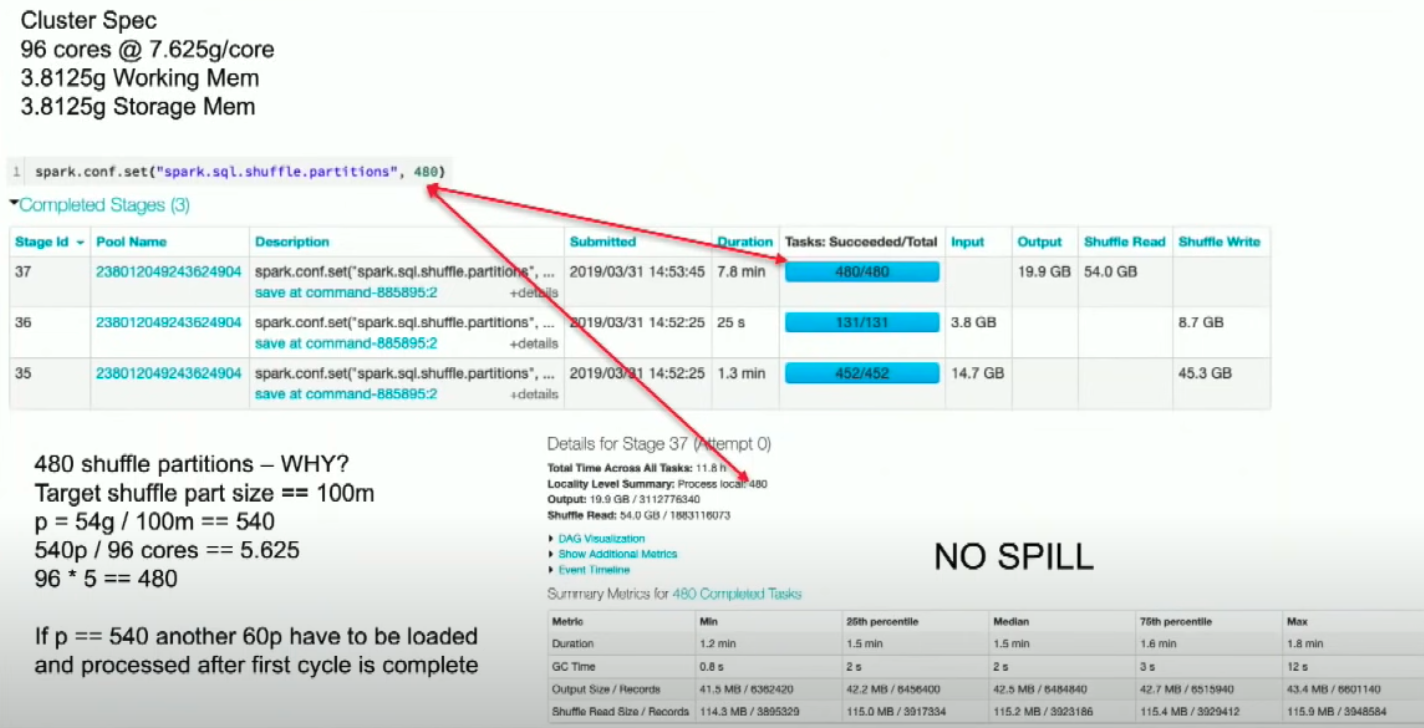 Cluster Spec
96 cores @ 7.625g/core
3.8125g Working Mem
3.8125g Storage Mem
1 spark.conf.set("spark.sql.shuffle.partitions", 480)
Completed Stages (3)
Stage Id Pool Name Description Submitted Duration Tasks: Succeeded/Total Input Output Shuffle Read Shuffle Write
37 238012049243624904 spark.conf.set("spark.sql.shuffle.partitions", ... 2019/03/31 14:53:45 7.8 min 480/480 19.9 GB 54.0 GB
save at command-885895:2 +details
36 238012049243624904 spark.conf.set("spark.sql.shuffle.partitions", ... 2019/03/31 14:52:25 25 s 131/131 3.8 GB 8.7 GB
save at command-885895:2 +details
35 238012049243624904 spark.conf.set("spark.sql.shuffle.partitions", ... 2019/03/31 14:52:25 1.3 min 452/452 14.7 GB 45.3 GB
save at command-885895:2 +details
480 shuffle partitions – WHY?
Target shuffle part size == 100m
p = 54g / 100m == 540
540p / 96 cores == 5.625
96 * 5 == 480
If p == 540 another 60p have to be loaded
and processed after first cycle is complete
Details for Stage 37 (Attempt 0)
Total Time Across All Tasks: 11.8 h
Locality Level Summary: Process local: 480
Output: 19.9 GB / 3112776340
Shuffle Read: 54.0 GB / 1883116073
DAG Visualization
Show Additional Metrics
Event Timeline
NO SPILL
Summary Metrics for 480 Completed Tasks
Metric Min 25th percentile Median 75th percentile Max
Duration 1.2 min 1.5 min 1.5 min 1.6 min 1.8 min
GC Time 0.8 s 2 s 2 s 3 s 12 s
Output Size / Records 41.5 MB / 6362420 42.2 MB / 6456400 42.5 MB / 6484840 42.7 MB / 6515940 43.4 MB / 6601140
Shuffle Read Size / Records 114.3 MB / 3895329 115.0 MB / 3917334 115.2 MB / 3923186 115.4 MB / 3929412 115.9 MB / 3948584